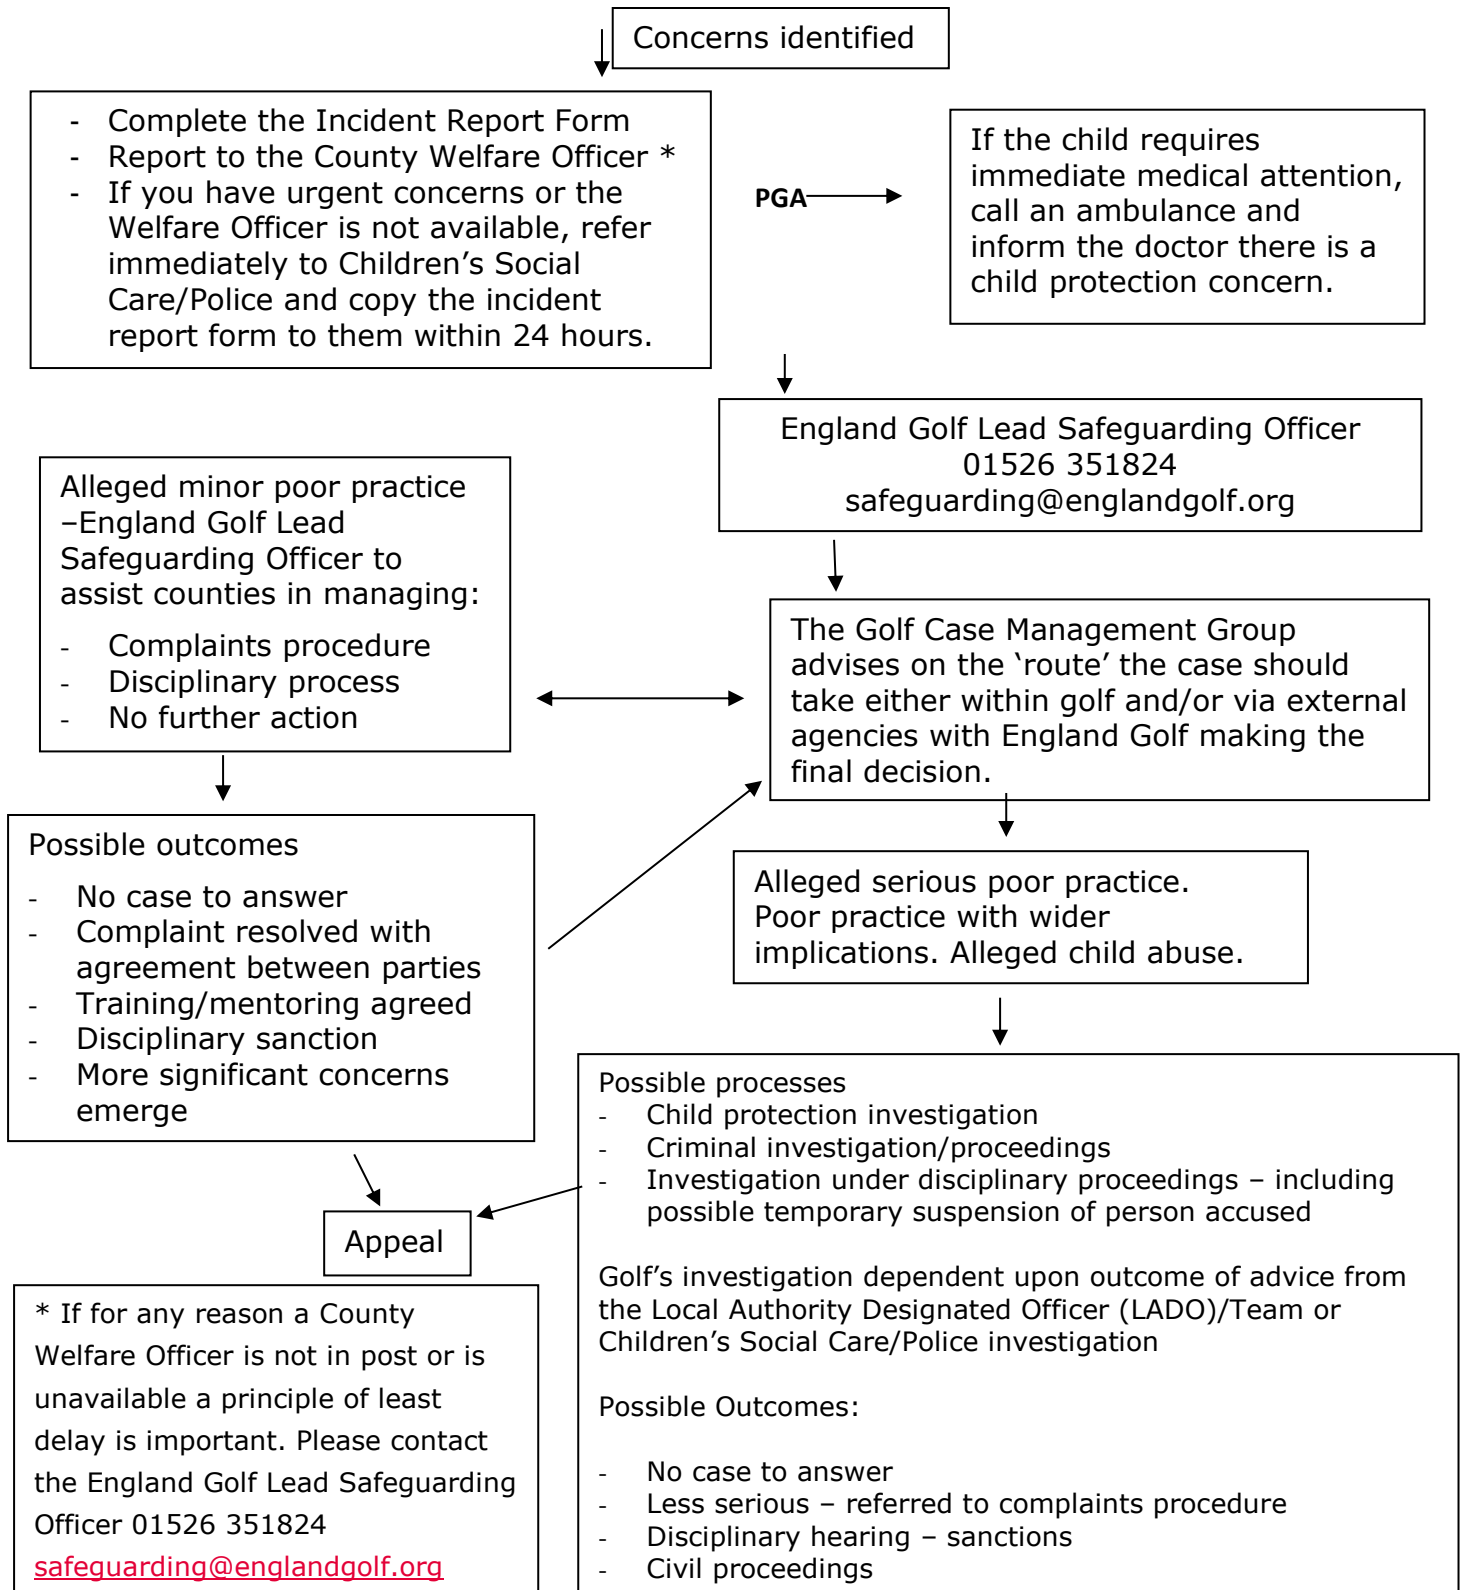 Concerns identified
- Complete the Incident Report Form
- Report to the County Welfare Officer *
- If you have urgent concerns or the
Welfare Officer is not available, refer
immediately to Children’s Social
Care/Police and copy the incident
report form to them within 24 hours.
PGA
If the child requires
immediate medical attention,
call an ambulance and
inform the doctor there is a
child protection concern.
England Golf Lead Safeguarding Officer
01526 351824
safeguarding@englandgolf.org
Alleged minor poor practice
–England Golf Lead
Safeguarding Officer to
assist counties in managing:
- Complaints procedure
- Disciplinary process
- No further action
The Golf Case Management Group
advises on the ‘route’ the case should
take either within golf and/or via external
agencies with England Golf making the
final decision.
Possible outcomes
- No case to answer
- Complaint resolved with
agreement between parties
- Training/mentoring agreed
- Disciplinary sanction
- More significant concerns
emerge
Alleged serious poor practice.
Poor practice with wider
implications. Alleged child abuse.
Possible processes
- Child protection investigation
- Criminal investigation/proceedings
- Investigation under disciplinary proceedings – including
possible temporary suspension of person accused
Golf’s investigation dependent upon outcome of advice from
the Local Authority Designated Officer (LADO)/Team or
Children’s Social Care/Police investigation
Possible Outcomes:
- No case to answer
- Less serious – referred to complaints procedure
- Disciplinary hearing – sanctions
- Civil proceedings
Appeal
* If for any reason a County
Welfare Officer is not in post or is
unavailable a principle of least
delay is important. Please contact
the England Golf Lead Safeguarding
Officer 01526 351824
safeguarding@englandgolf.org